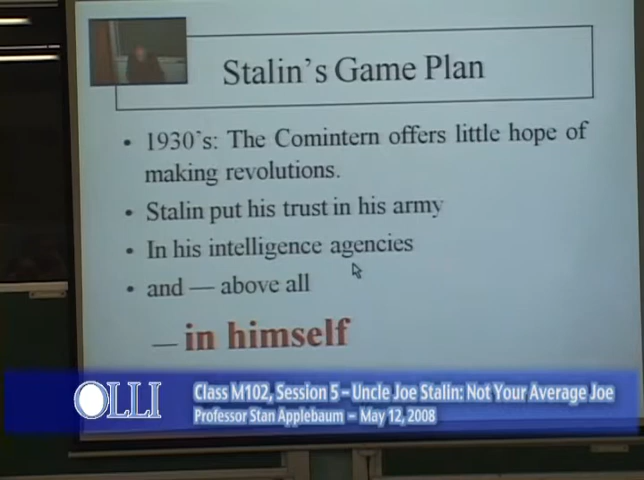 Stalin's Game Plan
• 1930's: The Comintern offers little hope of
making revolutions.
• Stalin put his trust in his army
• In his intelligence agencies
• and — above all
— in himself
OLLI
Class M102, Session 5 – Uncle Joe Stalin: Not Your Average Joe
Professor Stan Applebaum – May 12, 2008